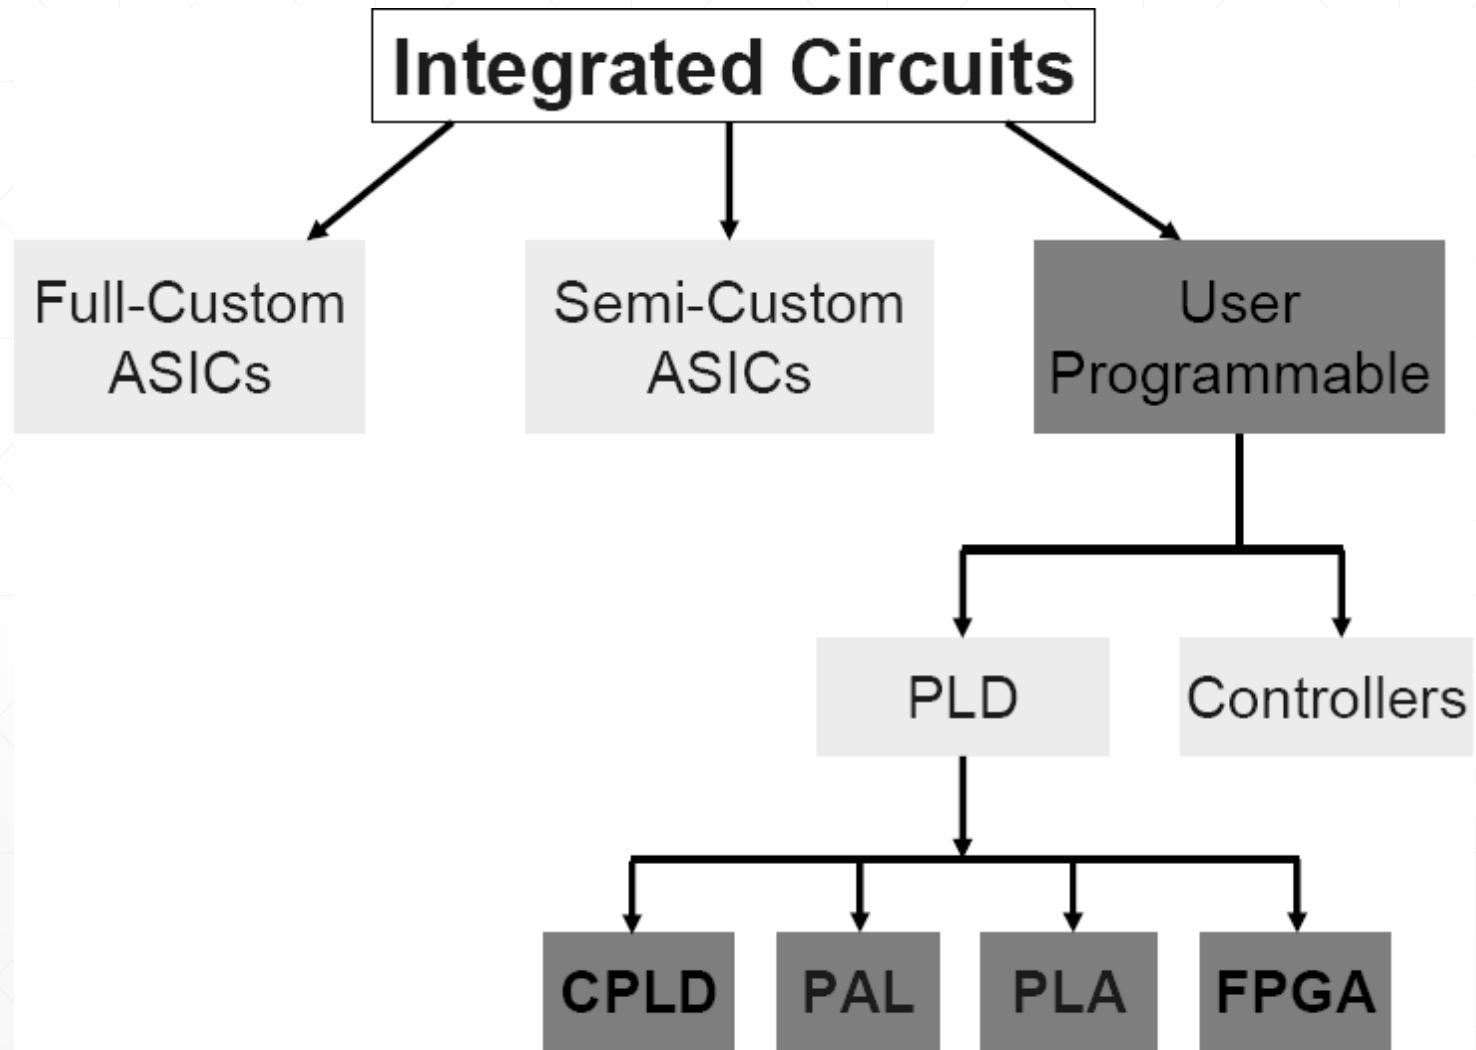 Integrated Circuits
Full-Custom
ASICs
Semi-Custom
ASICs
User
Programmable
PLD
Controllers
CPLD
PAL
PLA
FPGA